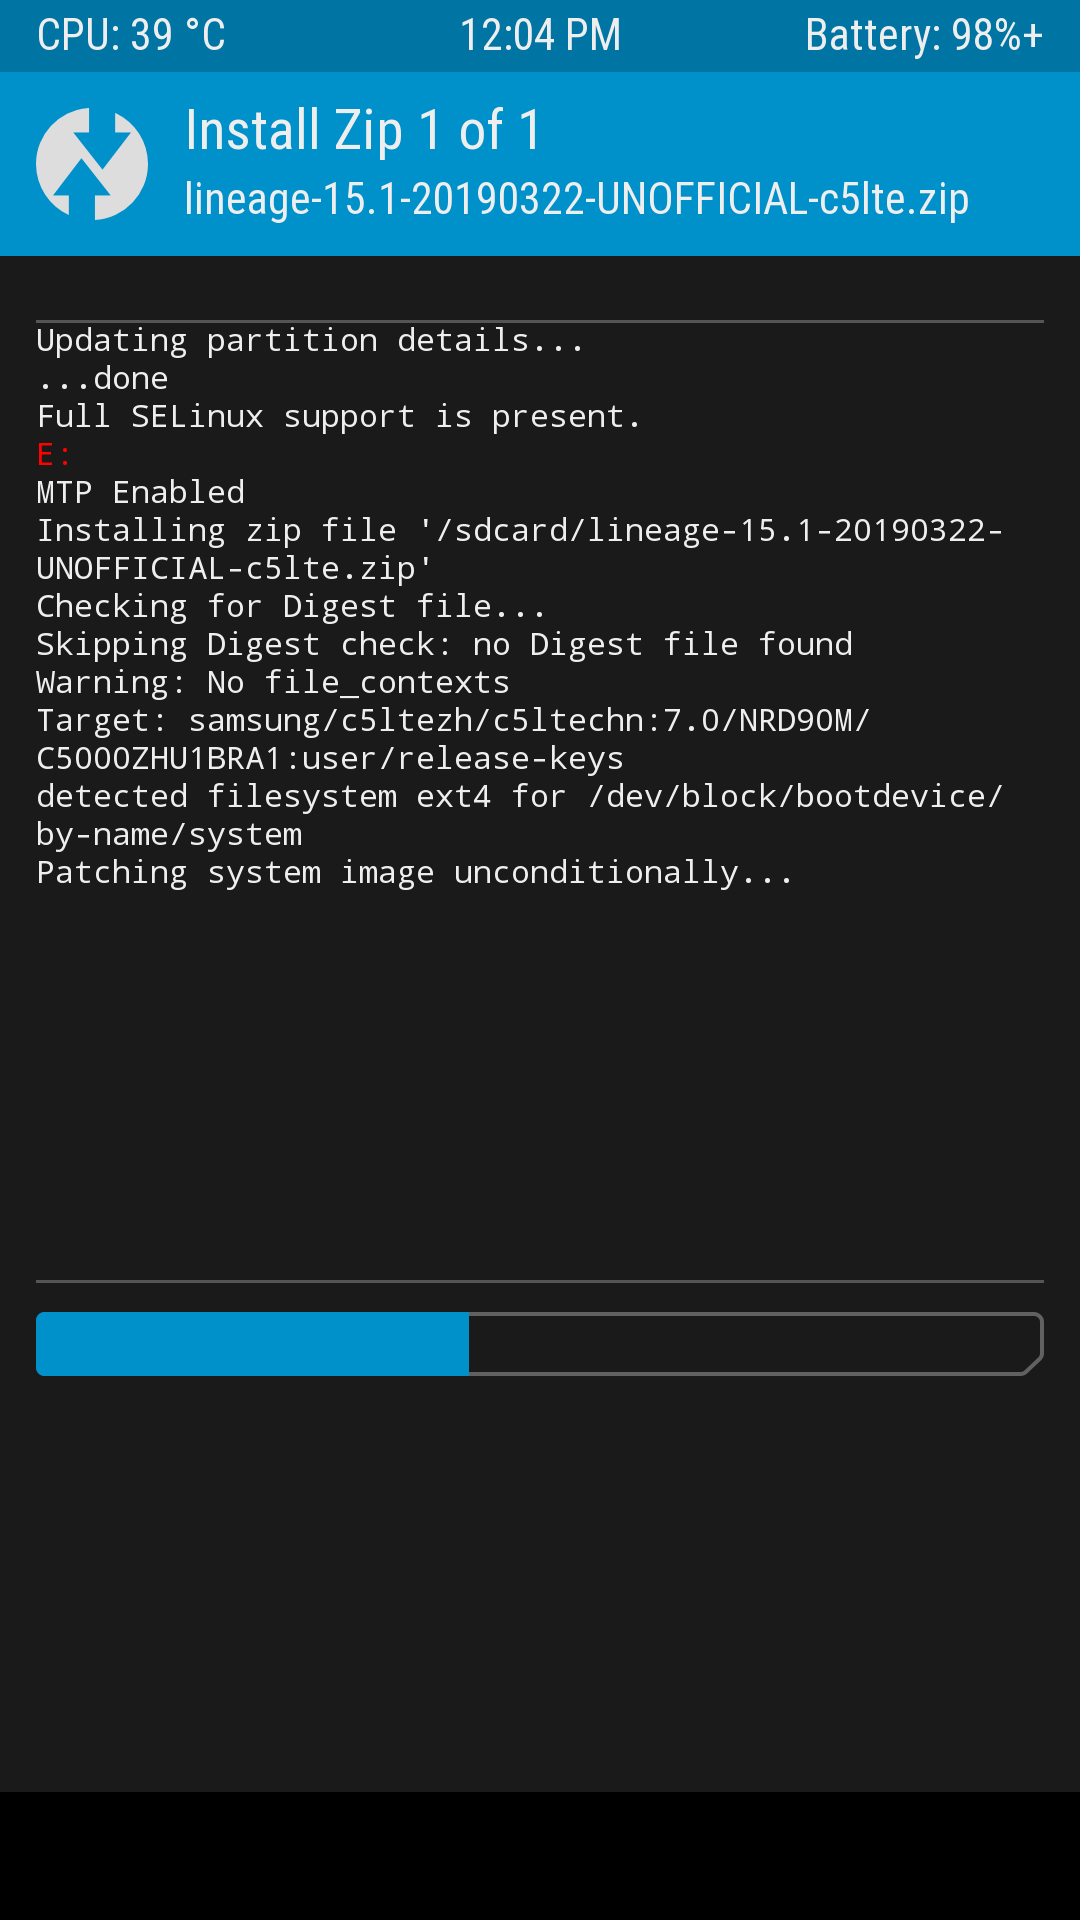 CPU: 39 °C 12:04 PM Battery: 98%+
Install Zip 1 of 1
lineage-15.1-20190322-UNOFFICIAL-c5lte.zip
Updating partition details...
...done
Full SELinux support is present.
E:
MTP Enabled
Installing zip file '/sdcard/lineage-15.1-20190322-
UNOFFICIAL-c5lte.zip'
Checking for Digest file...
Skipping Digest check: no Digest file found
Warning: No file_contexts
Target: samsung/c5ltezh/c5ltechn:7.0/NRD90M/
C5000ZHU1BRA1:user/release-keys
detected filesystem ext4 for /dev/block/bootdevice/
by-name/system
Patching system image unconditionally...